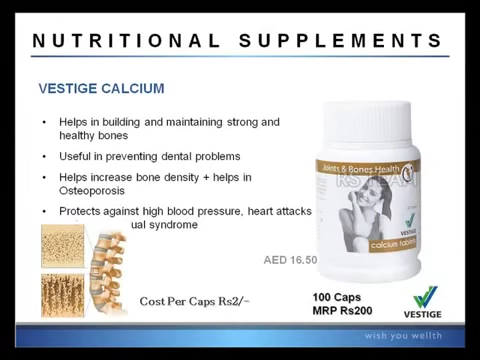 NUTRITIONAL SUPPLEMENTS
VESTIGE CALCIUM
• Helps in building and maintaining strong and
healthy bones
• Useful in preventing dental problems
• Helps increase bone density + helps in
Osteoporosis
• Protects against high blood pressure, heart attacks
ual syndrome
Joints & Bones Health
RS TEAM
VESTIGE
calcium tablets
AED 16.50
Cost Per Caps Rs2/-
100 Caps
MRP Rs200
VESTIGE
wish you wellth